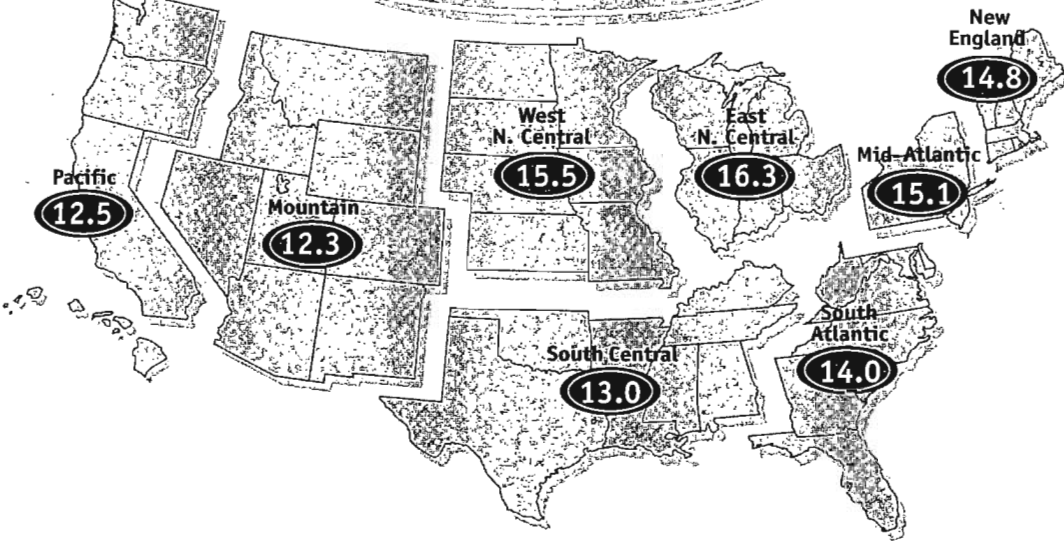 New
England
14.8
West
N. Central
15.5
East
N. Central
16.3
Mid-Atlantic
15.1
Pacific
12.5
Mountain
12.3
South
Atlantic
14.0
South Central
13.0